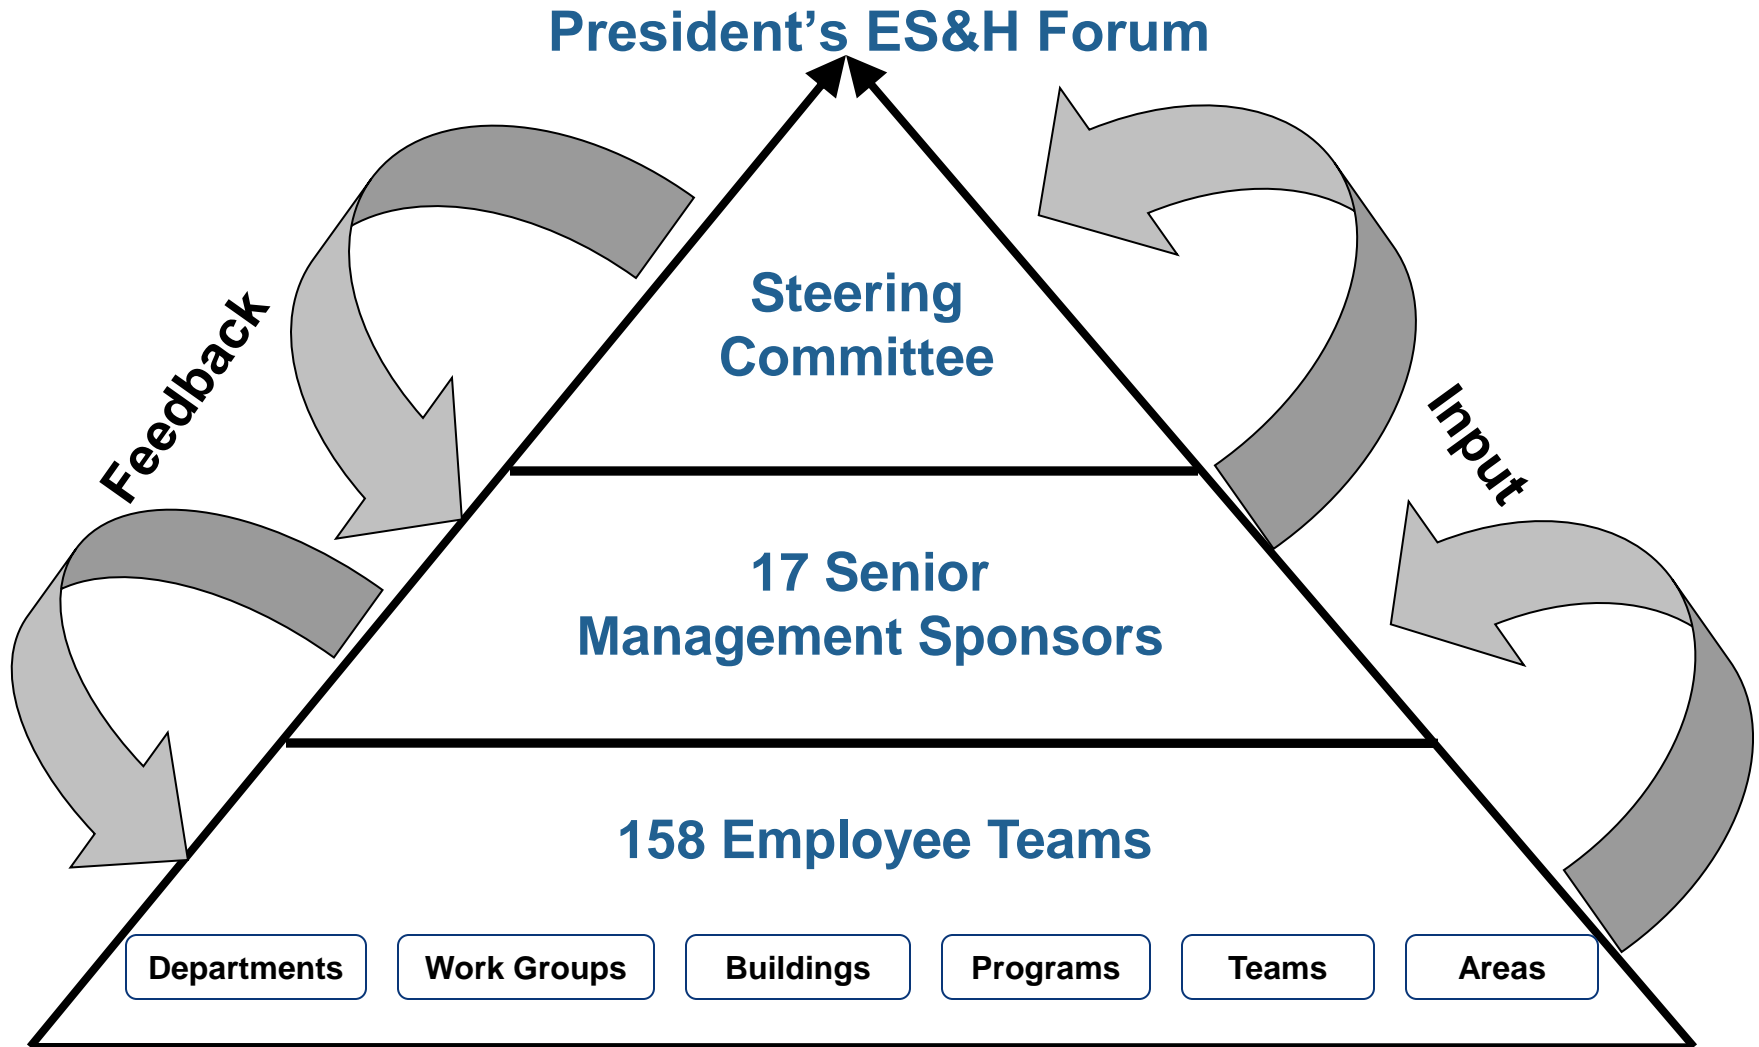 President’s ES&H Forum
Steering
Committee
Feedback
Input
17 Senior
Management Sponsors
158 Employee Teams
Departments
Work Groups
Buildings
Programs
Teams
Areas